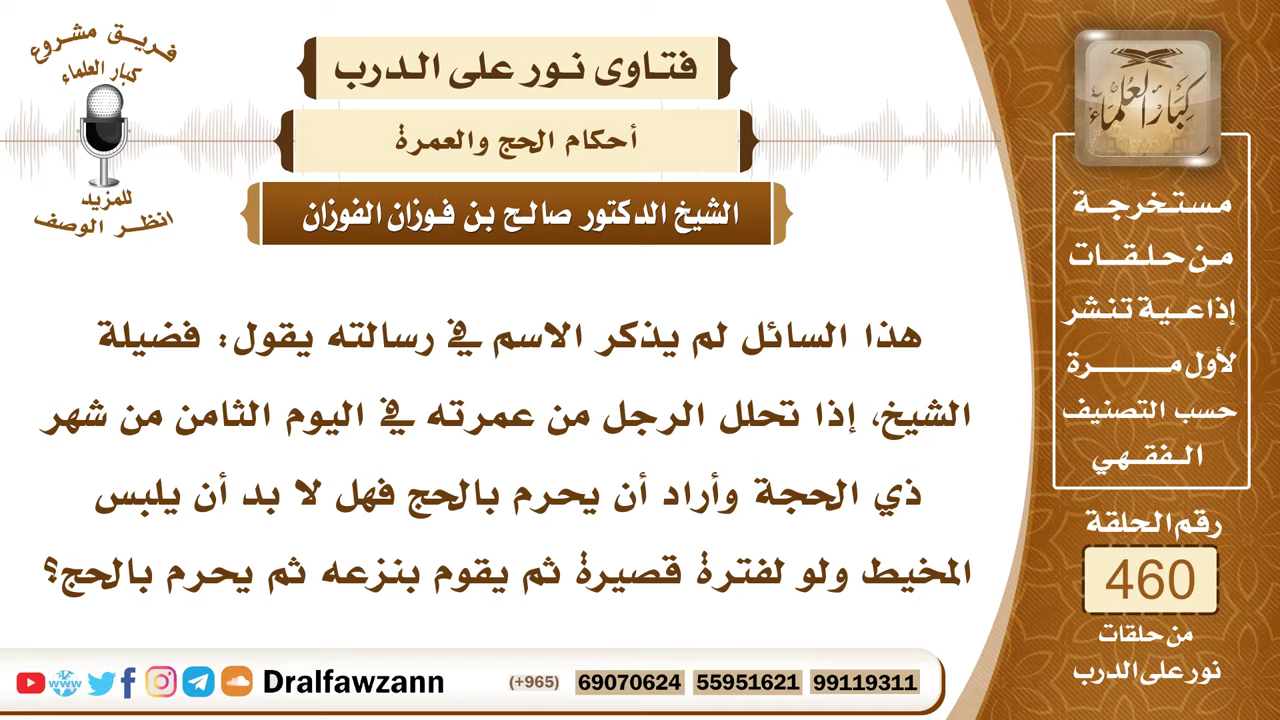 فريق مشروع
كبار العلماء
للمزيد
انظر الوصف
فتاوى نور على الدرب
أحكام الحج والعمرة
الشيخ الدكتور صالح بن فوزان الفوزان
هذا السائل لم يذكر الاسم في رسالته يقول: فضيلة
الشيخ، إذا تحلل الرجل من عمرته في اليوم الثامن من شهر
ذي الحجة وأراد أن يحرم بالحج فهل لا بد أن يلبس
المخيط ولو لفترة قصيرة ثم يقوم بنزعه ثم يحرم بالحج؟
كبار العلماء
مستخرجة
من حلقات
إذاعية تنشر
لأول مرة
حسب التصنيف
الفقهي
رقم الحلقة
460
من حلقات
نور على الدرب
www Dralfawzann (+965) 69070624 55951621 99119311